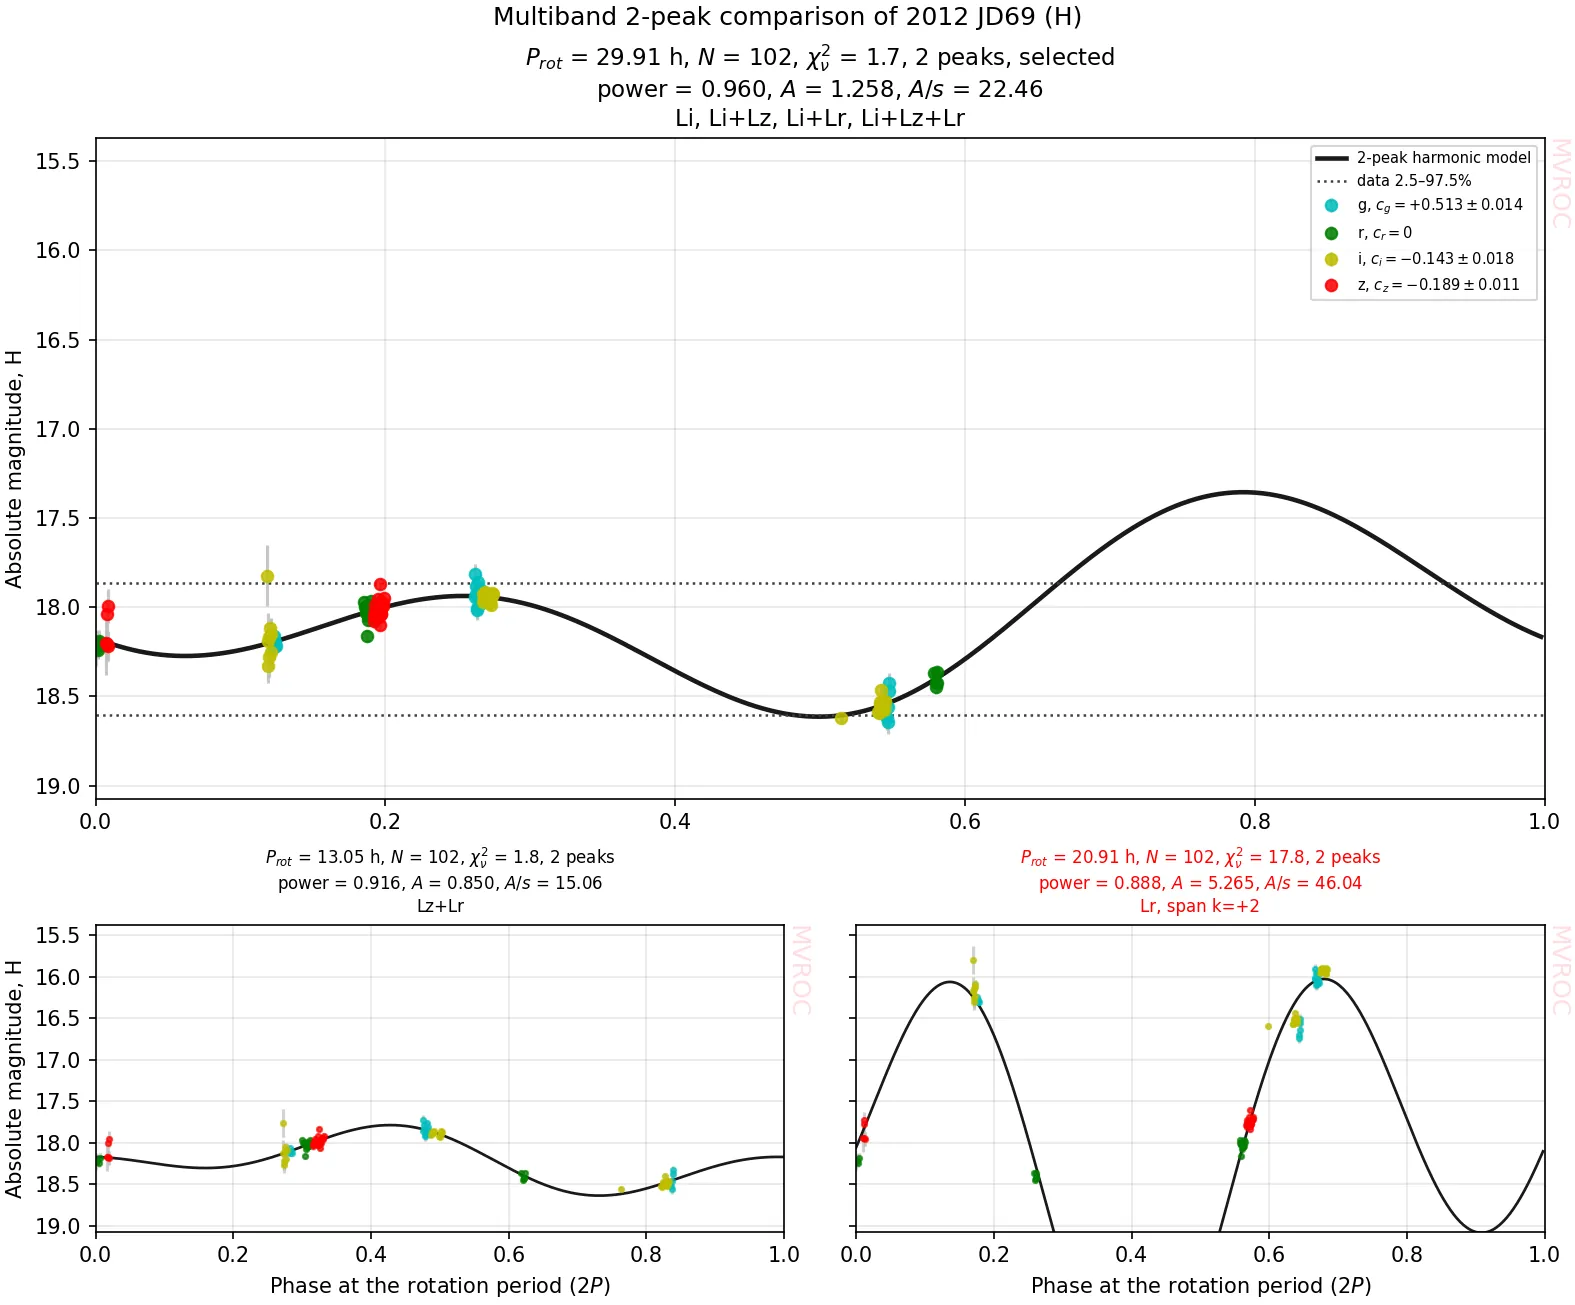 Multiband 2-peak comparison of 2012 JD69 (H)
P_rot = 29.91 h, N = 102, χ²_ν = 1.7, 2 peaks, selected
power = 0.960, A = 1.258, A/s = 22.46
Li, Li+Lz, Li+Lr, Li+Lz+Lr
2-peak harmonic model
data 2.5–97.5%
g, c_g = +0.513 ± 0.014
r, c_r = 0
i, c_i = −0.143 ± 0.018
z, c_z = −0.189 ± 0.011
MVROC
Absolute magnitude, H
15.5
16.0
16.5
17.0
17.5
18.0
18.5
19.0
0.0 0.2 0.4 0.6 0.8 1.0
P_rot = 13.05 h, N = 102, χ²_ν = 1.8, 2 peaks
power = 0.916, A = 0.850, A/s = 15.06
Lz+Lr
MVROC
Absolute magnitude, H
15.5
16.0
16.5
17.0
17.5
18.0
18.5
19.0
0.0 0.2 0.4 0.6 0.8 1.0
Phase at the rotation period (2P)
P_rot = 20.91 h, N = 102, χ²_ν = 17.8, 2 peaks
power = 0.888, A = 5.265, A/s = 46.04
Lr, span k=+2
MVROC
0.0 0.2 0.4 0.6 0.8 1.0
Phase at the rotation period (2P)